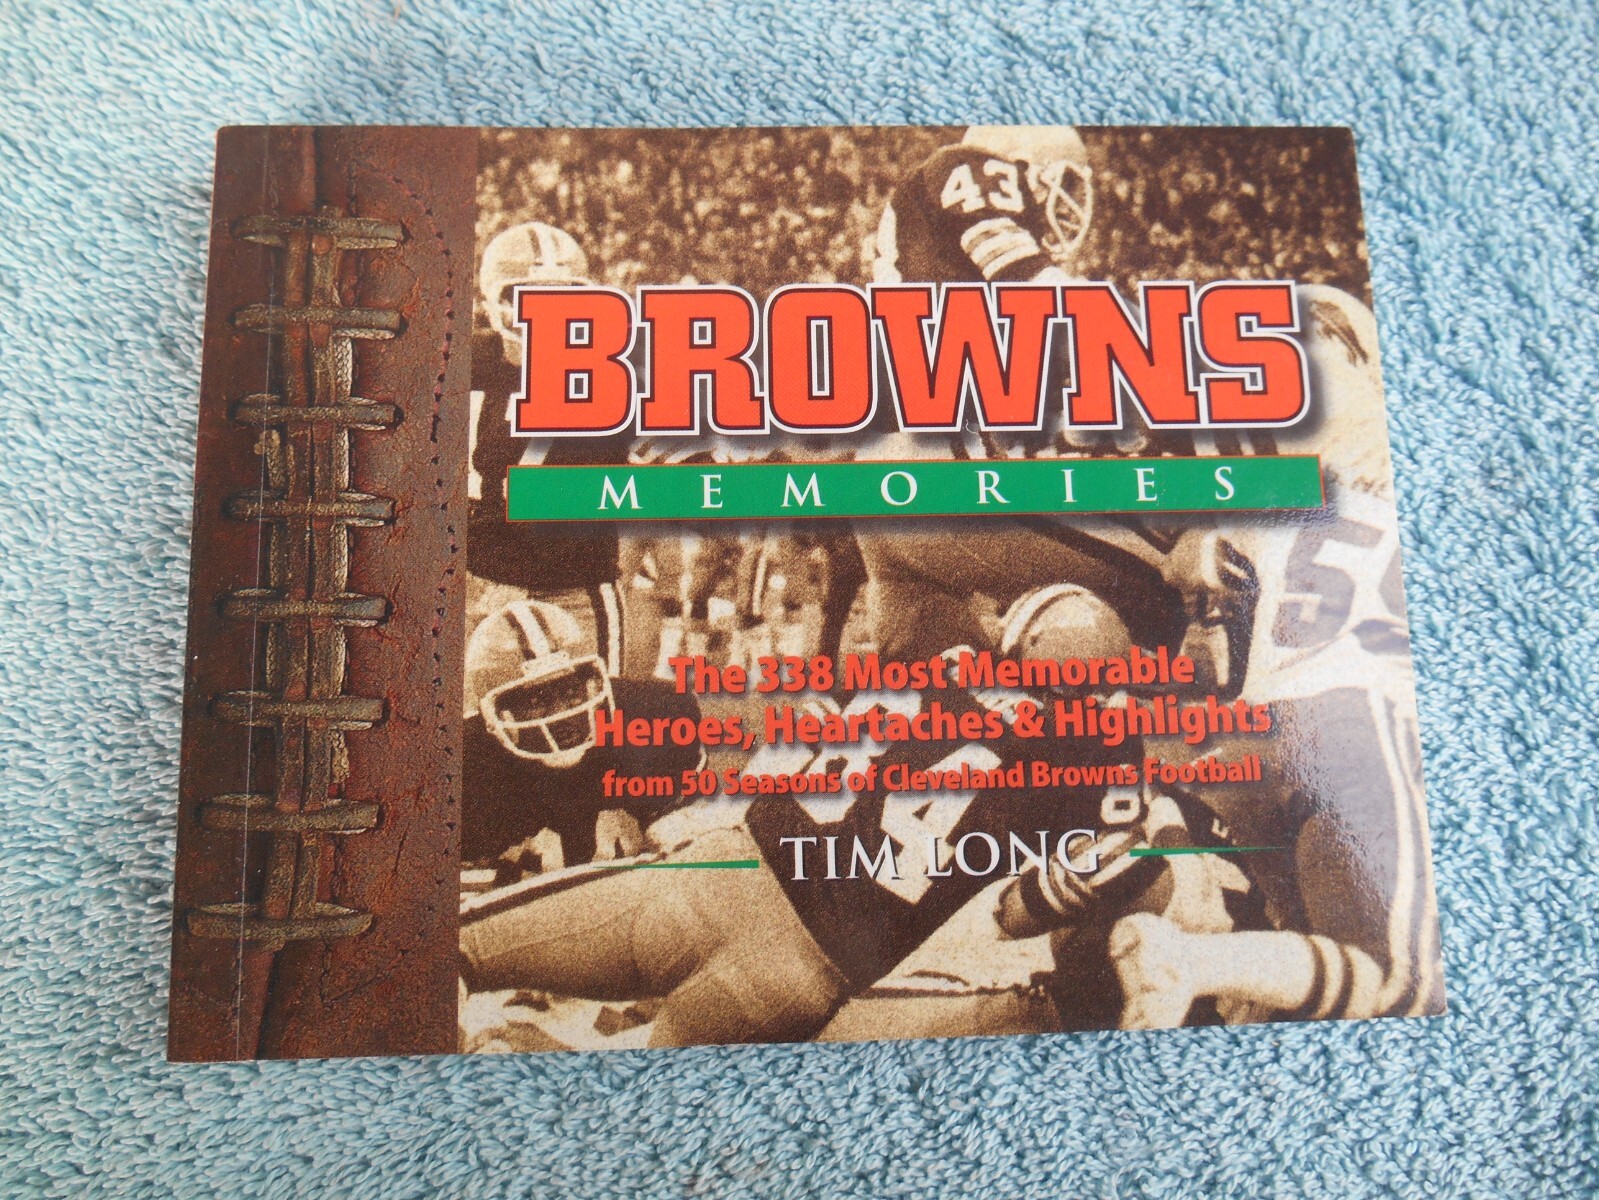 43
BROWNS
MEMORIES
The 338 Most Memorable
Heroes, Heartaches & Highlights
from 50 Seasons of Cleveland Browns Football
TIM LONG